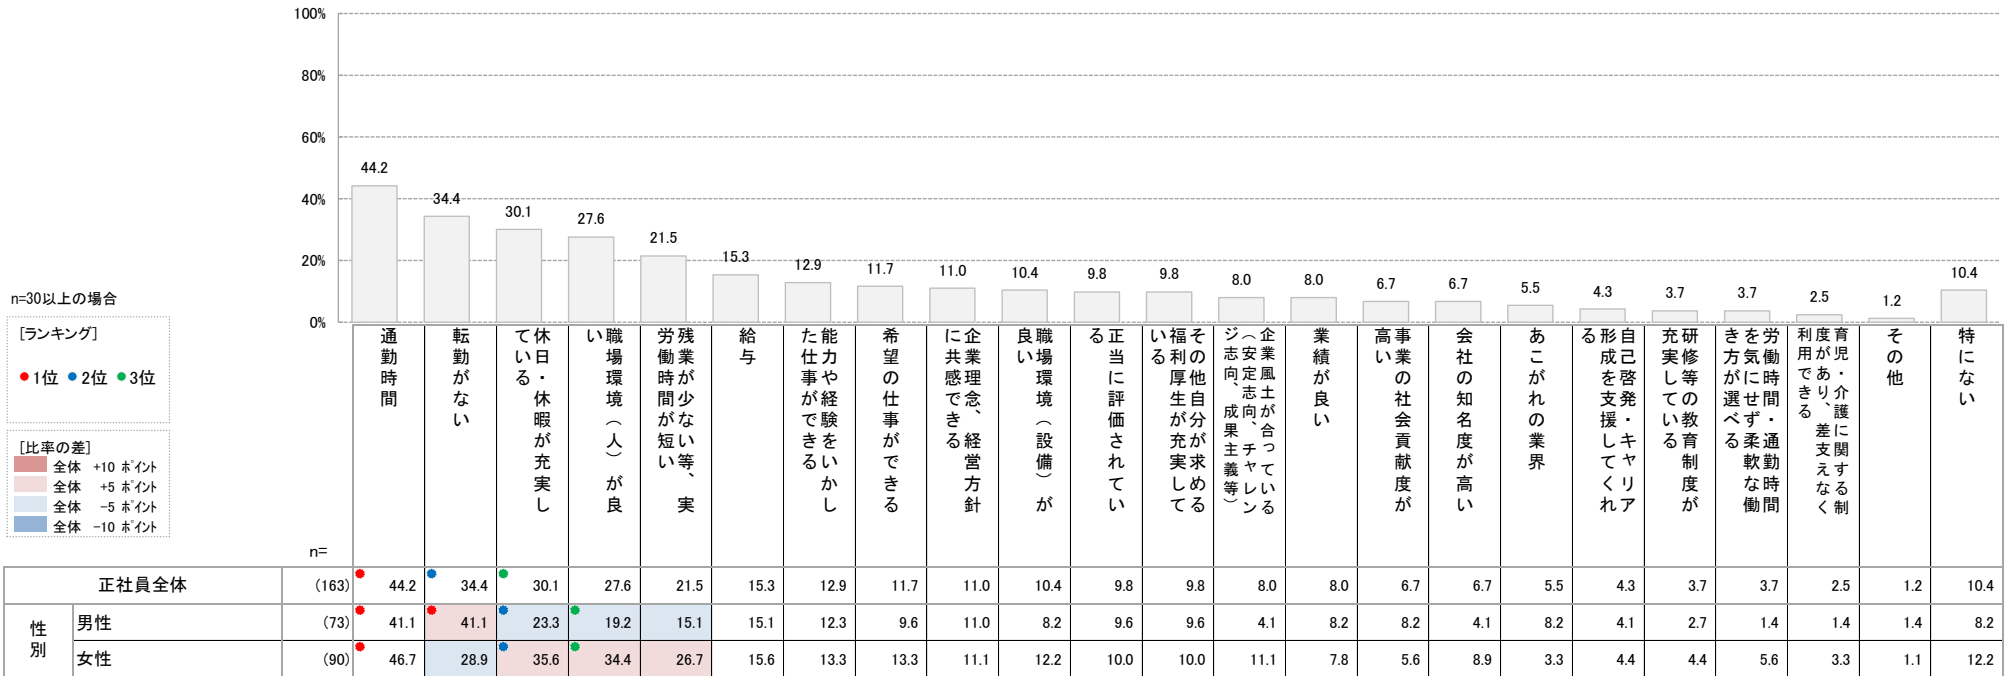 100%
80%
60%
40%
20%
0%
44.2
34.4
30.1
27.6
21.5
15.3
12.9
11.7
11.0
10.4
9.8
9.8
8.0
8.0
6.7
6.7
5.5
4.3
3.7
3.7
2.5
1.2
10.4
n=30以上の場合
[ランキング]
1位 2位 3位
[比率の差]
全体 +10 ポイント
全体 +5 ポイント
全体 -5 ポイント
全体 -10 ポイント
通勤時間
転勤がない
休日・休暇が充実し
ている
職場環境（人）が良
い
残業が少ない等、実
労働時間が短い
給与
能力や経験をいかし
た仕事ができる
希望の仕事ができる
企業理念、経営方針
に共感できる
職場環境（設備）が
良い
正当に評価されてい
る
その他自分が求める
福利厚生が充実して
いる
企業風土が合っている
（安定志向、チャレン
ジ志向、成果主義等）
業績が良い
事業の社会貢献度が
高い
会社の知名度が高い
あこがれの業界
自己啓発・キャリア
形成を支援してくれ
る
研修等の教育制度が
充実している
労働時間・通勤時間
を気にせず柔軟な働
き方が選べる
育児・介護に関する制
度があり、差支えなく
利用できる
その他
特にない
n=
正社員全体 (163) 44.2 34.4 30.1 27.6 21.5 15.3 12.9 11.7 11.0 10.4 9.8 9.8 8.0 8.0 6.7 6.7 5.5 4.3 3.7 3.7 2.5 1.2 10.4
性別
男性 (73) 41.1 41.1 23.3 19.2 15.1 15.1 12.3 9.6 11.0 8.2 9.6 9.6 4.1 8.2 8.2 4.1 8.2 4.1 2.7 1.4 1.4 1.4 8.2
女性 (90) 46.7 28.9 35.6 34.4 26.7 15.6 13.3 13.3 11.1 12.2 10.0 10.0 11.1 7.8 5.6 8.9 3.3 4.4 4.4 5.6 3.3 1.1 12.2